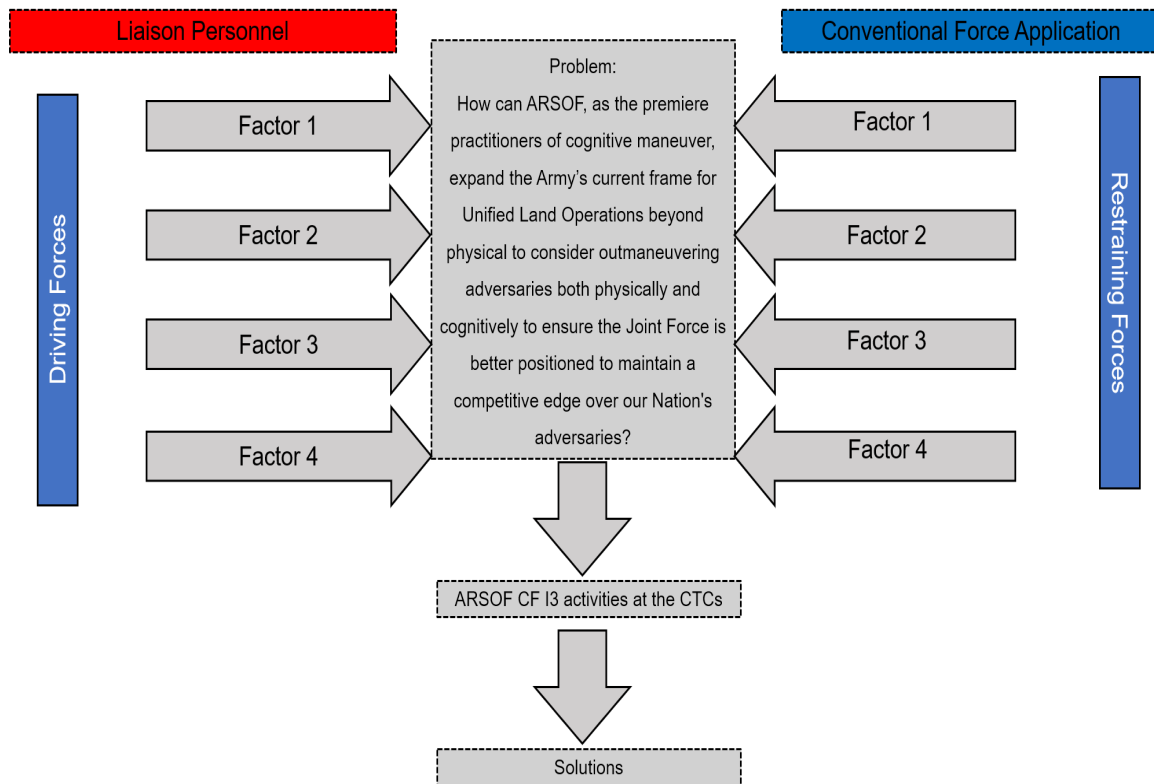 Liaison Personnel
Conventional Force Application
Driving Forces
Factor 1
Factor 2
Factor 3
Factor 4
Problem:
How can ARSOF, as the premiere
practitioners of cognitive maneuver,
expand the Army’s current frame for
Unified Land Operations beyond
physical to consider outmaneuvering
adversaries both physically and
cognitively to ensure the Joint Force is
better positioned to maintain a
competitive edge over our Nation's
adversaries?
Factor 1
Factor 2
Factor 3
Factor 4
Restraining Forces
ARSOF CF I3 activities at the CTCs
Solutions